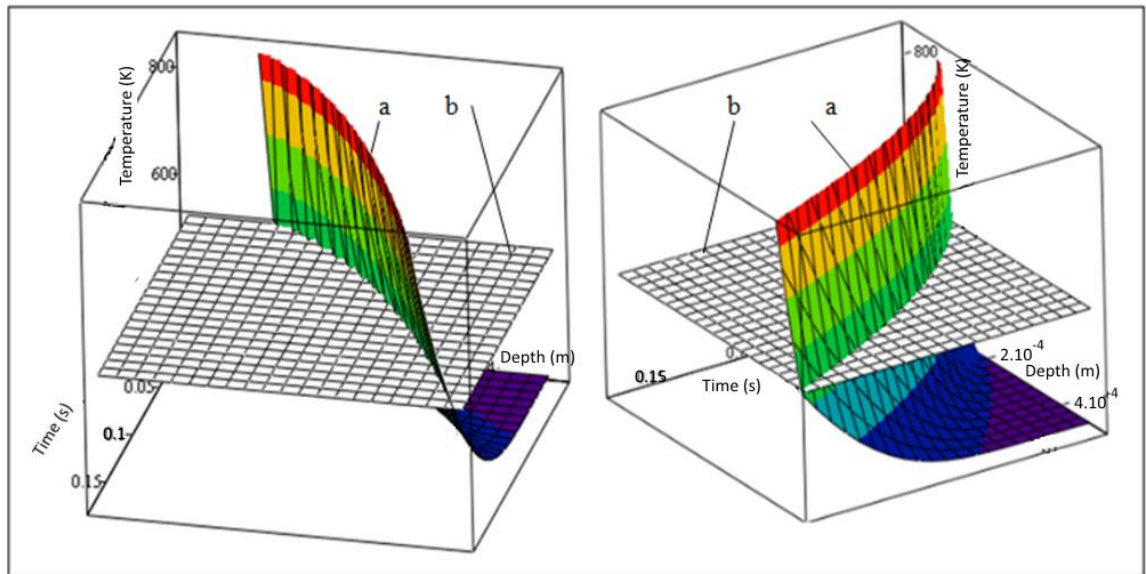 800
Temperature (K)
600
a
b
Depth (m)
0.05
Time (s)
0.1
0.15
800
Temperature (K)
b
a
0
0.15
Time (s)
2.10-4
Depth (m)
4.10-4